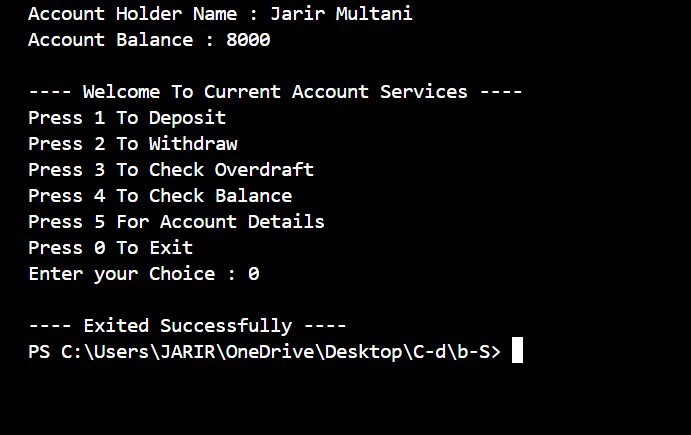 Account Holder Name : Jarir Multani
Account Balance : 8000
---- Welcome To Current Account Services ----
Press 1 To Deposit
Press 2 To Withdraw
Press 3 To Check Overdraft
Press 4 To Check Balance
Press 5 For Account Details
Press 0 To Exit
Enter your Choice : 0
---- Exited Successfully ----
PS C:\Users\JARIR\OneDrive\Desktop\C-d\b-S>